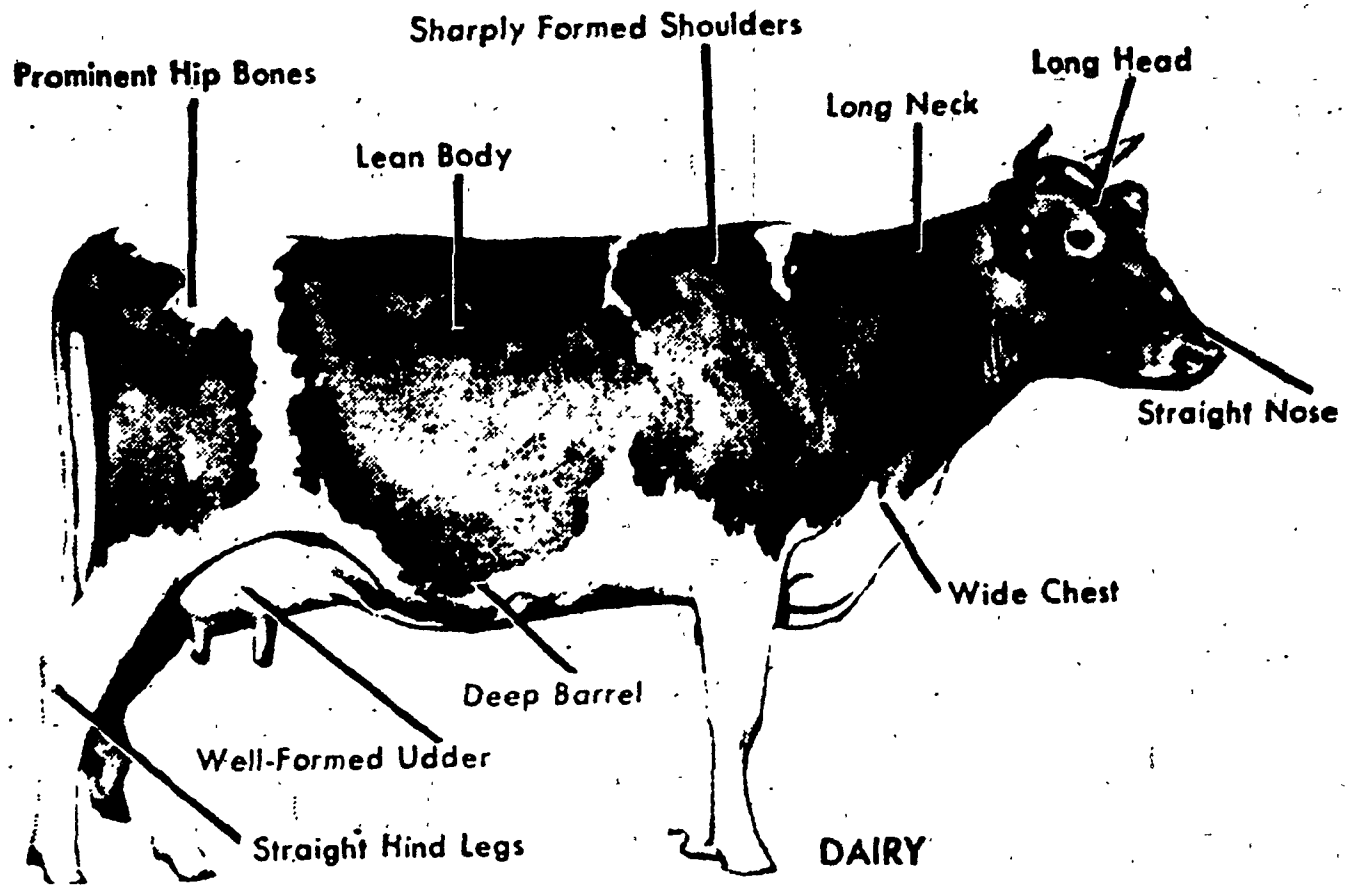 Sharply Formed Shoulders
Prominent Hip Bones
Long Head
Long Neck
Lean Body
Straight Nose
Wide Chest
Deep Barrel
Well-Formed Udder
Straight Hind Legs
DAIRY